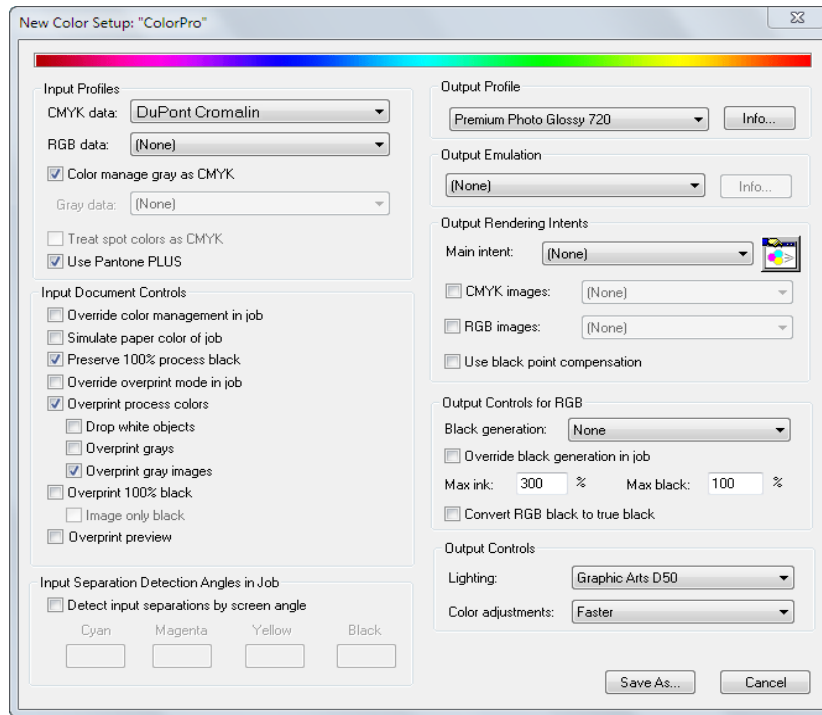 New Color Setup: "ColorPro"
Input Profiles
CMYK data: DuPont Cromalin
RGB data: (None)
Color manage gray as CMYK
Gray data: (None)
Treat spot colors as CMYK
Use Pantone PLUS
Input Document Controls
Override color management in job
Simulate paper color of job
Preserve 100% process black
Override overprint mode in job
Overprint process colors
Drop white objects
Overprint grays
Overprint gray images
Overprint 100% black
Image only black
Overprint preview
Input Separation Detection Angles in Job
Detect input separations by screen angle
Cyan Magenta Yellow Black
Output Profile
Premium Photo Glossy 720 Info...
Output Emulation
(None) Info...
Output Rendering Intents
Main intent: (None)
CMYK images: (None)
RGB images: (None)
Use black point compensation
Output Controls for RGB
Black generation: None
Override black generation in job
Max ink: 300 % Max black: 100 %
Convert RGB black to true black
Output Controls
Lighting: Graphic Arts D50
Color adjustments: Faster
Save As... Cancel